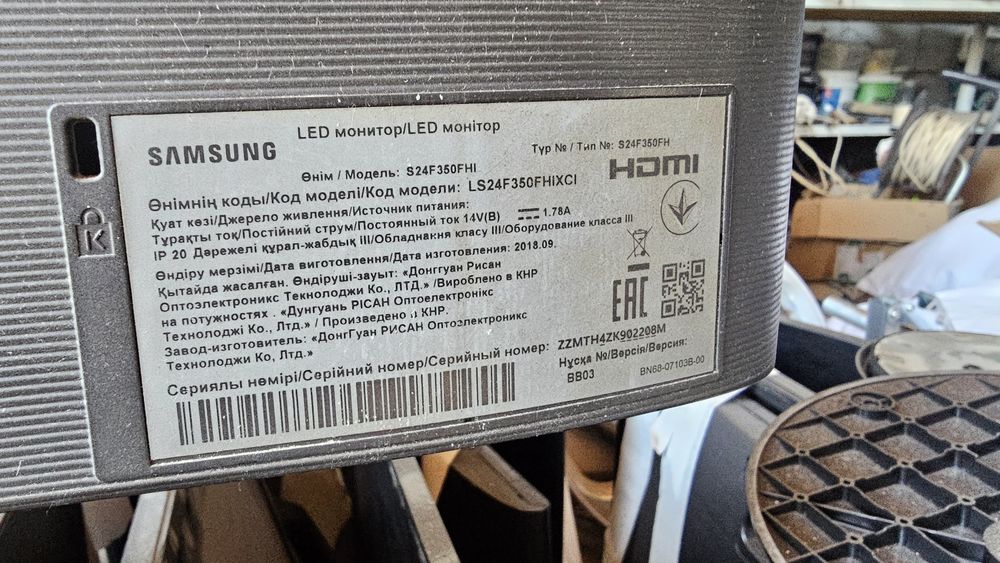 LED монитор/LED монітор
SAMSUNG
Өнім / Модель: S24F350FHI
Түр № / Тип №: S24F350FH
HDMI
Өнімнің коды/Код моделі/Код модели: LS24F350FHIXCI
Қуат көзі/Джерело живлення/Источник питания:
Тұрақты тоқ/Постійний струм/Постоянный ток 14V(B) 1.78A
IP 20 Дәрежелі құрал-жабдық III/Обладнання класу III/Оборудование класса III
Өндіру мерзімі/Дата виготовлення/Дата изготовления: 2018.09.
Қытайда жасалған. Өндіруші-зауыт: «Донггуан Рисан
Оптоэлектроникс Текнолоджи Ко., ЛТД.» /Вироблено в КНР
на потужностях . «Дунгуань РІСАН Оптоелектронікс
Технолоджі Ко., Лтд.» / Произведено : КНР.
Завод-изготовитель: «ДонгГуан РИСАН Оптоэлектроникс
Технолоджи Ко, Лтд.»
EAC
Сериялы нөмірі/Серійний номер/Серийный номер: ZZMTH4ZK902208M
Нұсқа №/Версія/Версия:
BB03
BN68-07103B-00
K